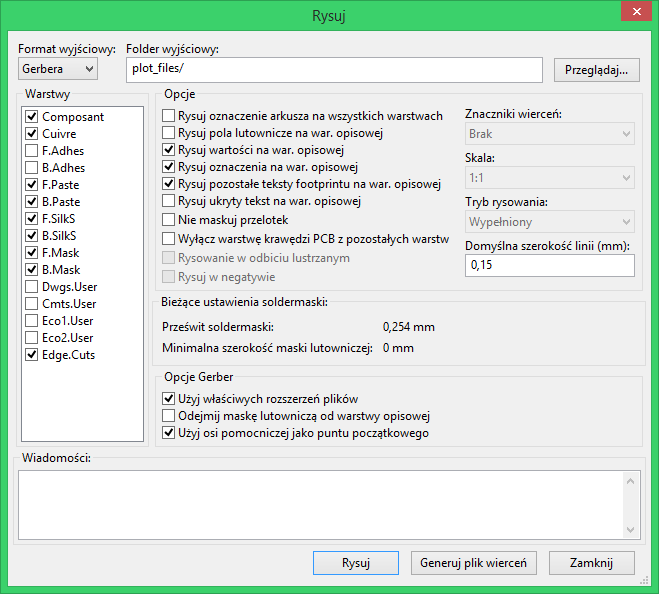 Rysuj
Format wyjściowy:
Folder wyjściowy:
Gerbera
plot_files/
Przeglądaj...
Warstwy
Composant
Cuivre
F.Adhes
B.Adhes
F.Paste
B.Paste
F.SilkS
B.SilkS
F.Mask
B.Mask
Dwgs.User
Cmts.User
Eco1.User
Eco2.User
Edge.Cuts
Opcje
Rysuj oznaczenie arkusza na wszystkich warstwach
Rysuj pola lutownicze na war. opisowej
Rysuj wartości na war. opisowej
Rysuj oznaczenia na war. opisowej
Rysuj pozostałe teksty footprintu na war. opisowej
Rysuj ukryty tekst na war. opisowej
Nie maskuj przelotek
Wyłącz warstwę krawędzi PCB z pozostałych warstw
Rysowanie w odbiciu lustrzanym
Rysuj w negatywie
Znaczniki wierceń:
Brak
Skala:
1:1
Tryb rysowania:
Wypełniony
Domyślna szerokość linii (mm):
0,15
Bieżące ustawienia soldermaski:
Prześwit soldermaski: 0,254 mm
Minimalna szerokość maski lutowniczej: 0 mm
Opcje Gerber
Użyj właściwych rozszerzeń plików
Odejmij maskę lutowniczą od warstwy opisowej
Użyj osi pomocniczej jako puntu początkowego
Wiadomości:
Rysuj
Generuj plik wierceń
Zamknij